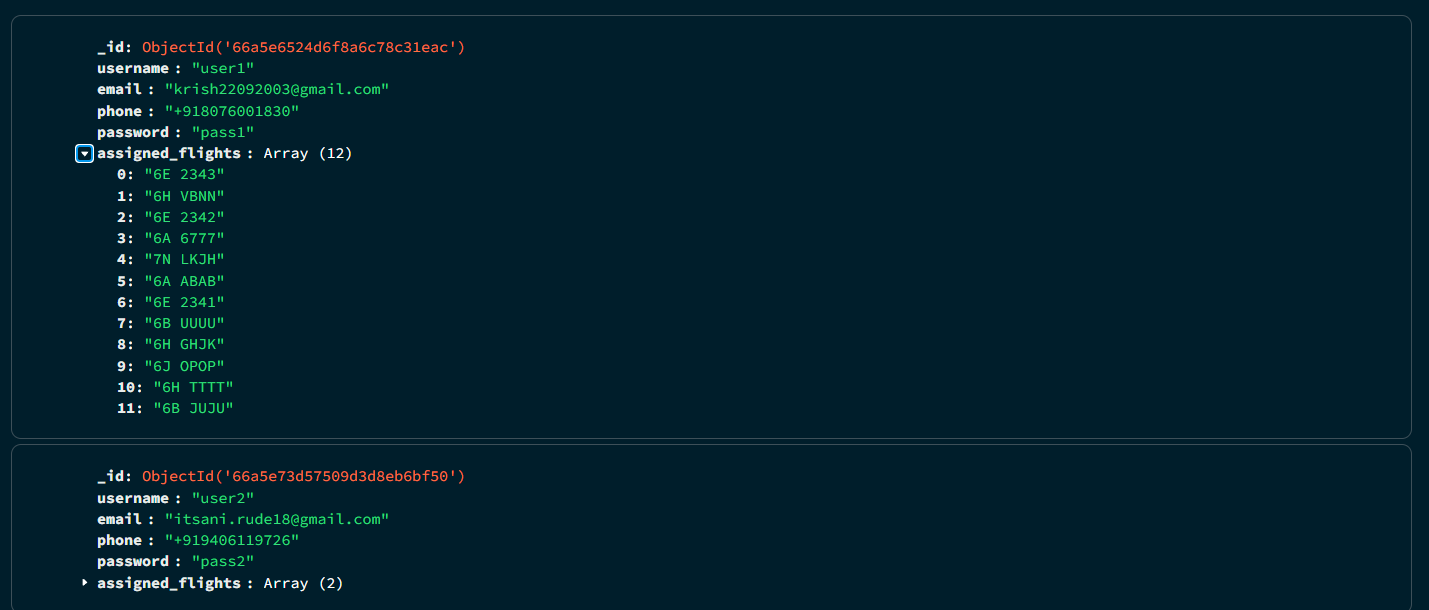 _id: ObjectId('66a5e6524d6f8a6c78c31eac')
username : "user1"
email : "krish22092003@gmail.com"
phone : "+918076001830"
password : "pass1"
assigned_flights : Array (12)
0: "6E 2343"
1: "6H VBNN"
2: "6E 2342"
3: "6A 6777"
4: "7N LKJH"
5: "6A ABAB"
6: "6E 2341"
7: "6B UUUU"
8: "6H GHJK"
9: "6J OPOP"
10: "6H TTTT"
11: "6B JUJU"
_id: ObjectId('66a5e73d57509d3d8eb6bf50')
username : "user2"
email : "itsani.rude18@gmail.com"
phone : "+919406119726"
password : "pass2"
assigned_flights : Array (2)